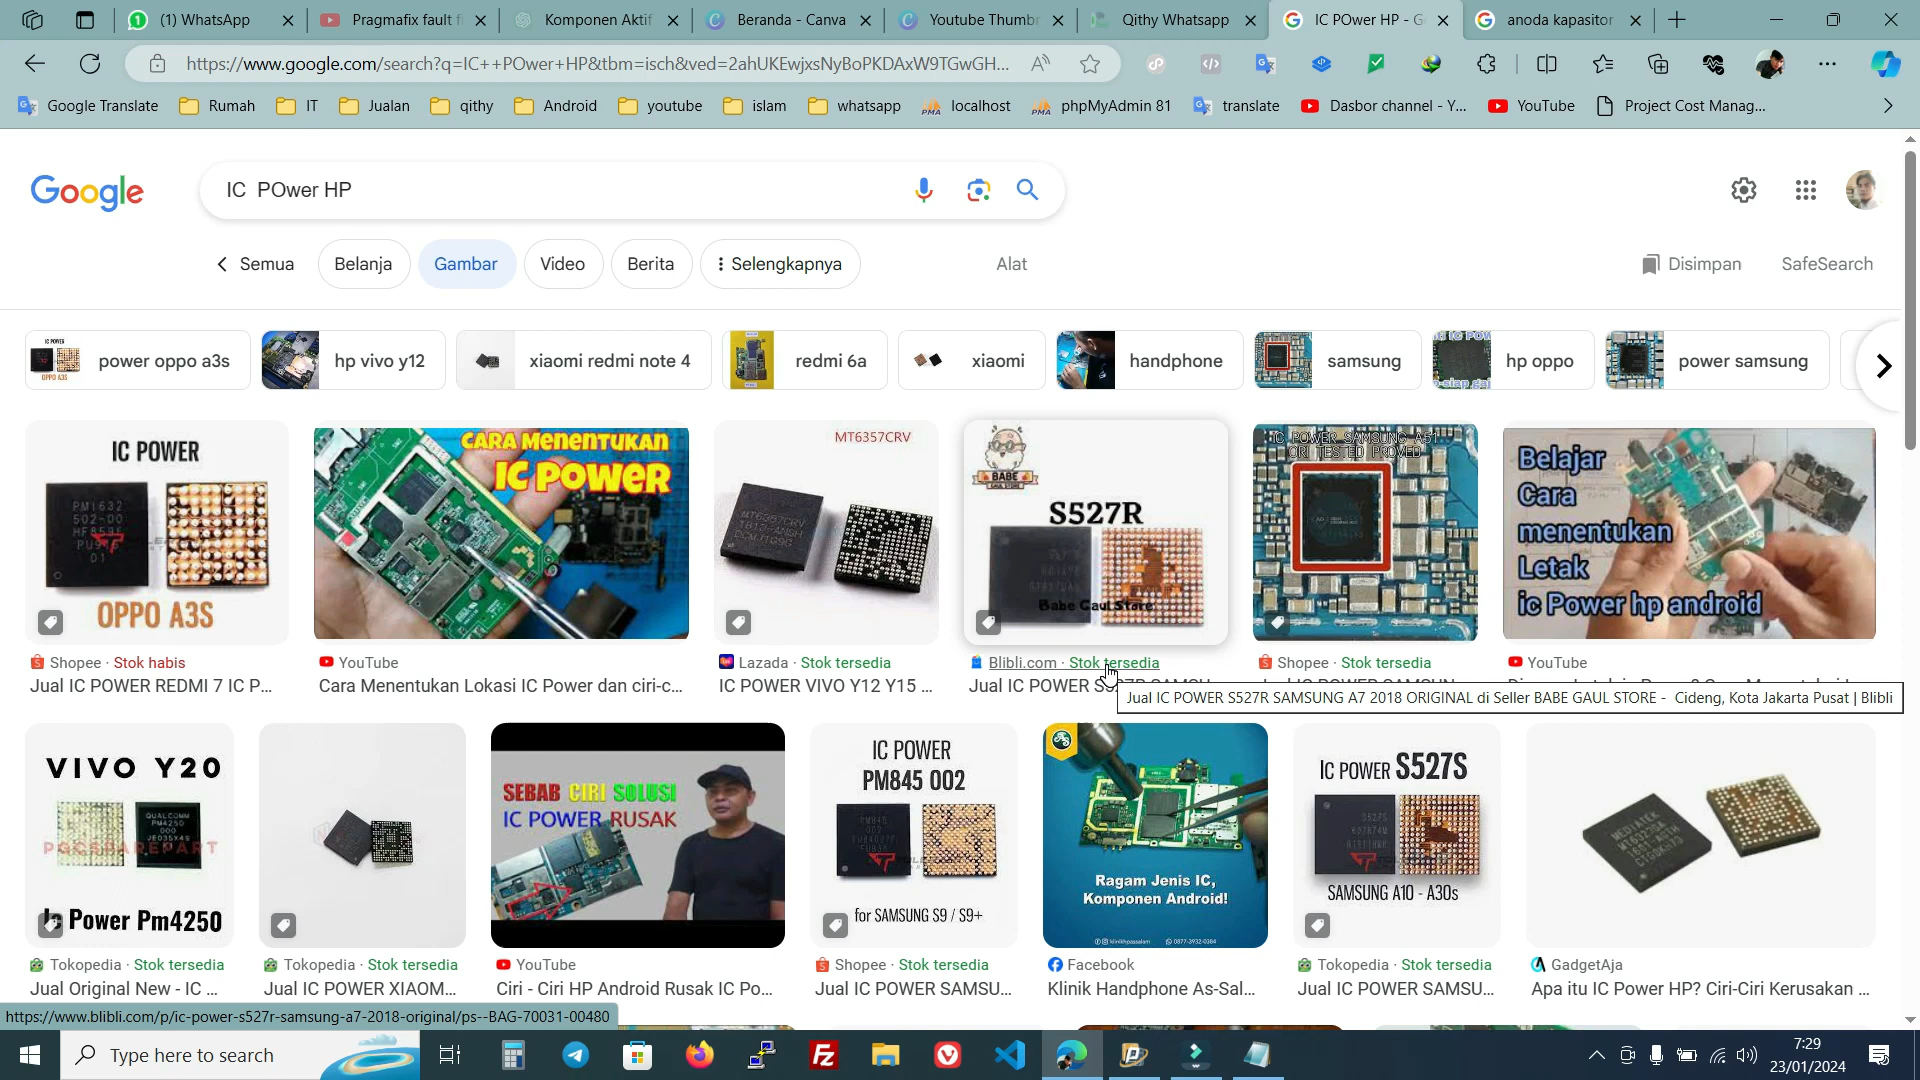 (1) WhatsApp
Pragmafix fault fi
Komponen Aktif
Beranda - Canva
Youtube Thumbn
Qithy Whatsapp
IC POwer HP - G
anoda kapasitor
https://www.google.com/search?q=IC++POwer+HP&tbm=isch&ved=2ahUKEwjxsNyBoPKDAxW9TGwGH...
Google Translate
Rumah
IT
Jualan
qithy
Android
youtube
islam
whatsapp
localhost
phpMyAdmin 81
translate
Dasbor channel - Y...
YouTube
Project Cost Manag...
Google
IC  POwer HP
Semua
Belanja
Gambar
Video
Berita
Selengkapnya
Alat
Disimpan
SafeSearch
power oppo a3s
hp vivo y12
xiaomi redmi note 4
redmi 6a
xiaomi
handphone
samsung
hp oppo
power samsung
IC POWER
OPPO A3S
CARA MENENTUKAN
IC POWER
MT6357CRV
BABE
S527R
Babe Gaul Store
IC POWER SAMSUNG A51
ORI TESTED PROVED
Belajar
Cara
menentukan
Letak
ic Power hp android
Shopee · Stok habis
Jual IC POWER REDMI 7 IC P...
YouTube
Cara Menentukan Lokasi IC Power dan ciri-c...
Lazada · Stok tersedia
IC POWER VIVO Y12 Y15 ...
Blibli.com · Stok tersedia
Shopee · Stok tersedia
YouTube
Jual IC POWER S527R SAMSUNG A7 2018 ORIGINAL di Seller BABE GAUL STORE -  Cideng, Kota Jakarta Pusat | Blibli
VIVO Y20
QUALCOMM
PM4250
Ic Power Pm4250
SEBAB CIRI SOLUSI
IC POWER RUSAK
IC POWER
PM845 002
for SAMSUNG S9 / S9+
Ragam Jenis IC,
Komponen Android!
0877-3932-0384
IC POWER S527S
SAMSUNG A10 - A30s
Tokopedia · Stok tersedia
Jual Original New - IC ...
Tokopedia · Stok tersedia
Jual IC POWER XIAOM...
YouTube
Ciri - Ciri HP Android Rusak IC Po...
Shopee · Stok tersedia
Jual IC POWER SAMSU...
Facebook
Klinik Handphone As-Sal...
Tokopedia · Stok tersedia
Jual IC POWER SAMSU...
GadgetAja
Apa itu IC Power HP? Ciri-Ciri Kerusakan ...
https://www.blibli.com/p/ic-power-s527r-samsung-a7-2018-original/ps--BAG-70031-00480
Type here to search
7:29
23/01/2024